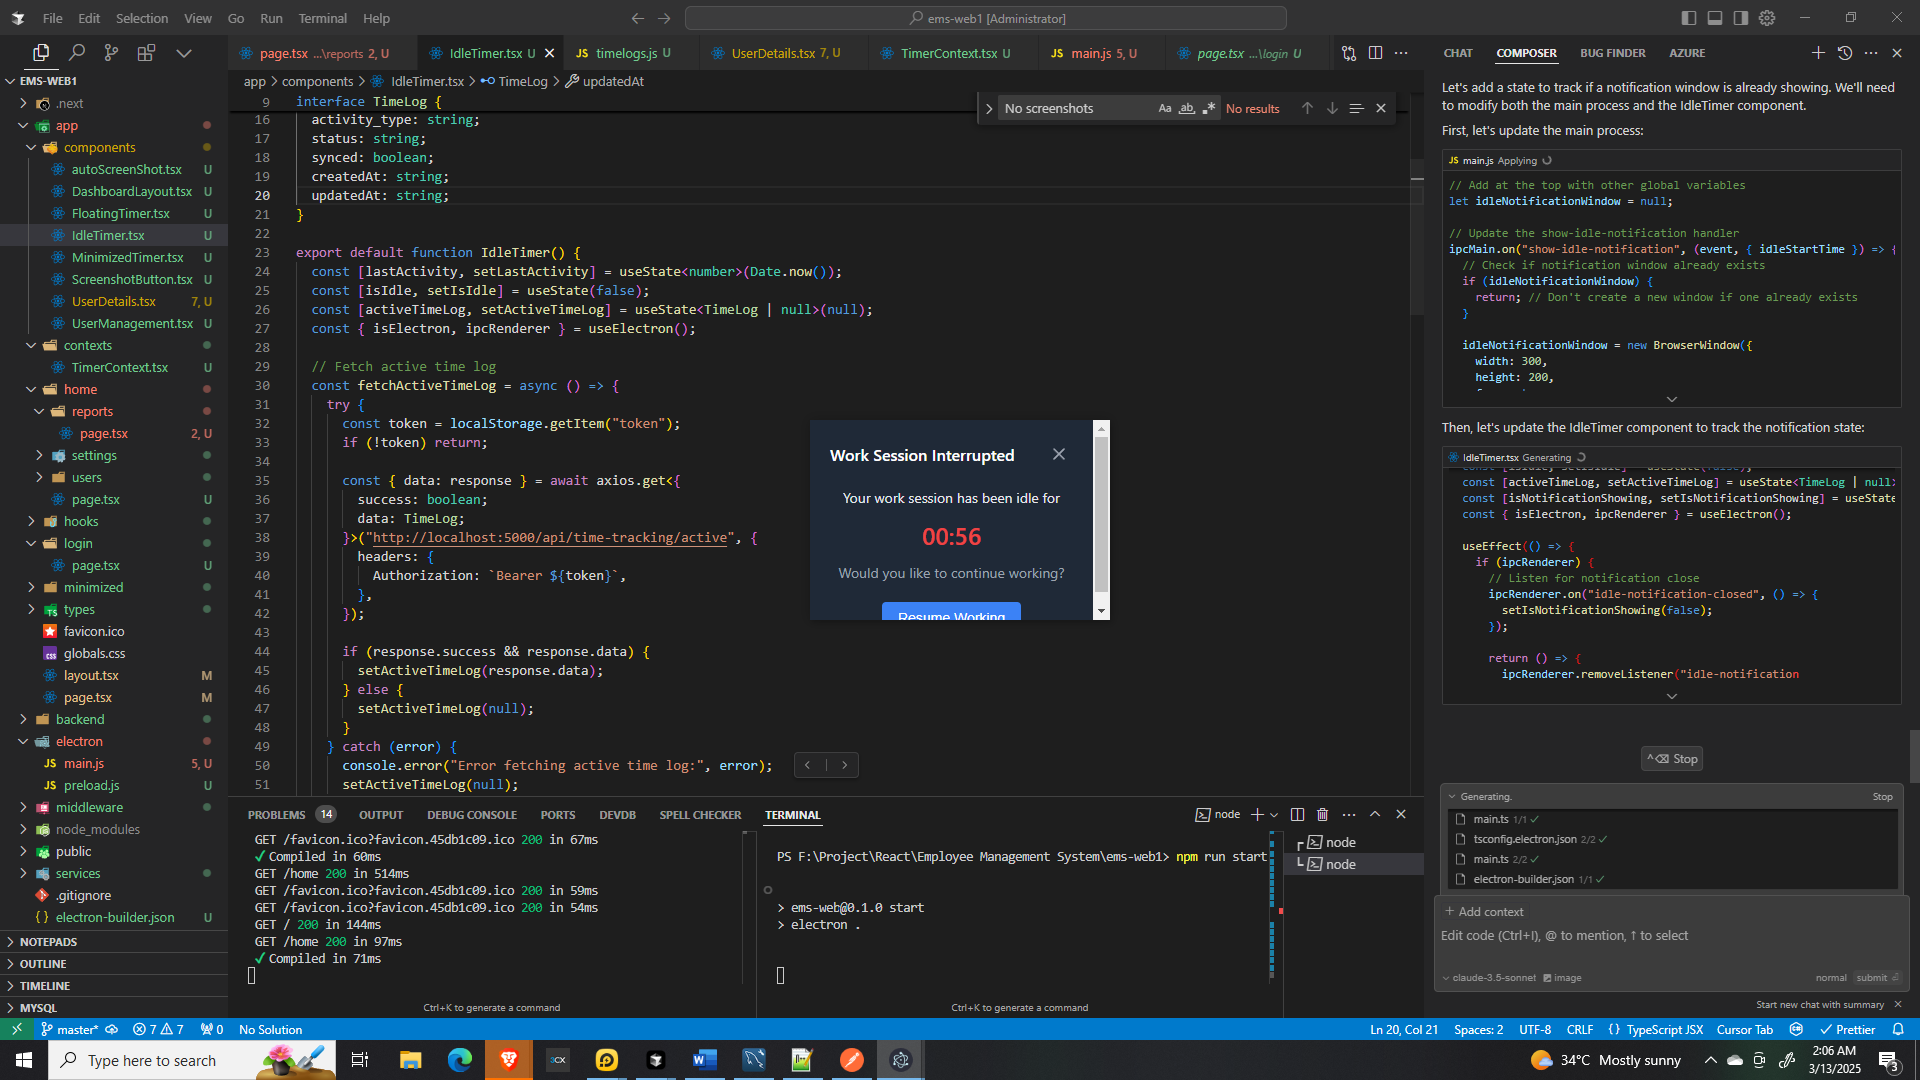 File Edit Selection View Go Run Terminal Help
ems-web1 [Administrator]
page.tsx ...\reports 2, U
IdleTimer.tsx U
timelogs.js U
UserDetails.tsx 7, U
TimerContext.tsx U
main.js 5, U
page.tsx ...\login U
CHAT COMPOSER BUG FINDER AZURE
EMS-WEB1
.next
app
components
autoScreenShot.tsx U
DashboardLayout.tsx U
FloatingTimer.tsx U
IdleTimer.tsx U
MinimizedTimer.tsx U
ScreenshotButton.tsx U
UserDetails.tsx 7, U
UserManagement.tsx U
contexts
TimerContext.tsx U
home
reports
page.tsx 2, U
settings
users
page.tsx U
hooks
login
page.tsx U
minimized
types
favicon.ico
globals.css
layout.tsx M
page.tsx M
backend
electron
main.js 5, U
preload.js U
middleware
node_modules
public
services
.gitignore
electron-builder.json U
NOTEPADS
OUTLINE
TIMELINE
MYSQL
app > components > IdleTimer.tsx > TimeLog > updatedAt
No screenshots
Aa ab .* No results
9 interface TimeLog {
16 activity_type: string;
17 status: string;
18 synced: boolean;
19 createdAt: string;
20 updatedAt: string;
21 }
22
23 export default function IdleTimer() {
24 const [lastActivity, setLastActivity] = useState<number>(Date.now());
25 const [isIdle, setIsIdle] = useState(false);
26 const [activeTimeLog, setActiveTimeLog] = useState<TimeLog | null>(null);
27 const { isElectron, ipcRenderer } = useElectron();
28
29 // Fetch active time log
30 const fetchActiveTimeLog = async () => {
31 try {
32 const token = localStorage.getItem("token");
33 if (!token) return;
34
35 const { data: response } = await axios.get<{
36 success: boolean;
37 data: TimeLog;
38 }>("http://localhost:5000/api/time-tracking/active", {
39 headers: {
40 Authorization: `Bearer ${token}`,
41 },
42 });
43
44 if (response.success && response.data) {
45 setActiveTimeLog(response.data);
46 } else {
47 setActiveTimeLog(null);
48 }
49 } catch (error) {
50 console.error("Error fetching active time log:", error);
51 setActiveTimeLog(null);
Work Session Interrupted
Your work session has been idle for
00:56
Would you like to continue working?
Resume Working
PROBLEMS 14 OUTPUT DEBUG CONSOLE PORTS DEVDB SPELL CHECKER TERMINAL
node
GET /favicon.ico?favicon.45db1c09.ico 200 in 67ms
✓ Compiled in 60ms
GET /home 200 in 514ms
GET /favicon.ico?favicon.45db1c09.ico 200 in 59ms
GET /favicon.ico?favicon.45db1c09.ico 200 in 54ms
GET / 200 in 144ms
GET /home 200 in 97ms
✓ Compiled in 71ms
Ctrl+K to generate a command
PS F:\Project\React\Employee Management System\ems-web1> npm run start
> ems-web@0.1.0 start
> electron .
Ctrl+K to generate a command
node
node
Let's add a state to track if a notification window is already showing. We'll need
to modify both the main process and the IdleTimer component.
First, let's update the main process:
JS main.js Applying
// Add at the top with other global variables
let idleNotificationWindow = null;
// Update the show-idle-notification handler
ipcMain.on("show-idle-notification", (event, { idleStartTime }) => {
// Check if notification window already exists
if (idleNotificationWindow) {
return; // Don't create a new window if one already exists
}
idleNotificationWindow = new BrowserWindow({
width: 300,
height: 200,
Then, let's update the IdleTimer component to track the notification state:
IdleTimer.tsx Generating
const [isIdle, setIsIdle] = useState(false);
const [activeTimeLog, setActiveTimeLog] = useState<TimeLog | null>
const [isNotificationShowing, setIsNotificationShowing] = useState
const { isElectron, ipcRenderer } = useElectron();
useEffect(() => {
if (ipcRenderer) {
// Listen for notification close
ipcRenderer.on("idle-notification-closed", () => {
setIsNotificationShowing(false);
});
return () => {
ipcRenderer.removeListener("idle-notification
Stop
Generating. Stop
main.ts 1/1 ✓
tsconfig.electron.json 2/2 ✓
main.ts 2/2 ✓
electron-builder.json 1/1 ✓
+ Add context
Edit code (Ctrl+I), @ to mention, ↑ to select
claude-3.5-sonnet image normal submit
Start new chat with summary
master* 7 7 0 No Solution
Ln 20, Col 21 Spaces: 2 UTF-8 CRLF {} TypeScript JSX Cursor Tab Prettier
Type here to search
34°C Mostly sunny
2:06 AM
3/13/2025
3